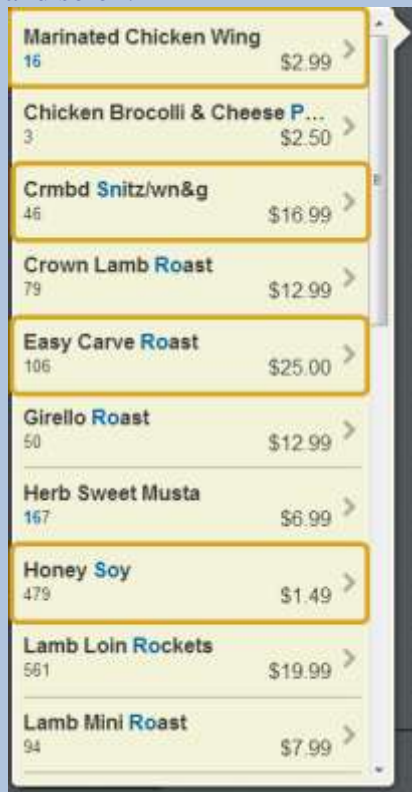 Marinated Chicken Wing
16 $2.99
Chicken Brocolli & Cheese P...
3 $2.50
Crmbd Snitz/wn&g
46 $16.99
Crown Lamb Roast
79 $12.99
Easy Carve Roast
106 $25.00
Girello Roast
50 $12.99
Herb Sweet Musta
167 $6.99
Honey Soy
479 $1.49
Lamb Loin Rockets
561 $19.99
Lamb Mini Roast
94 $7.99